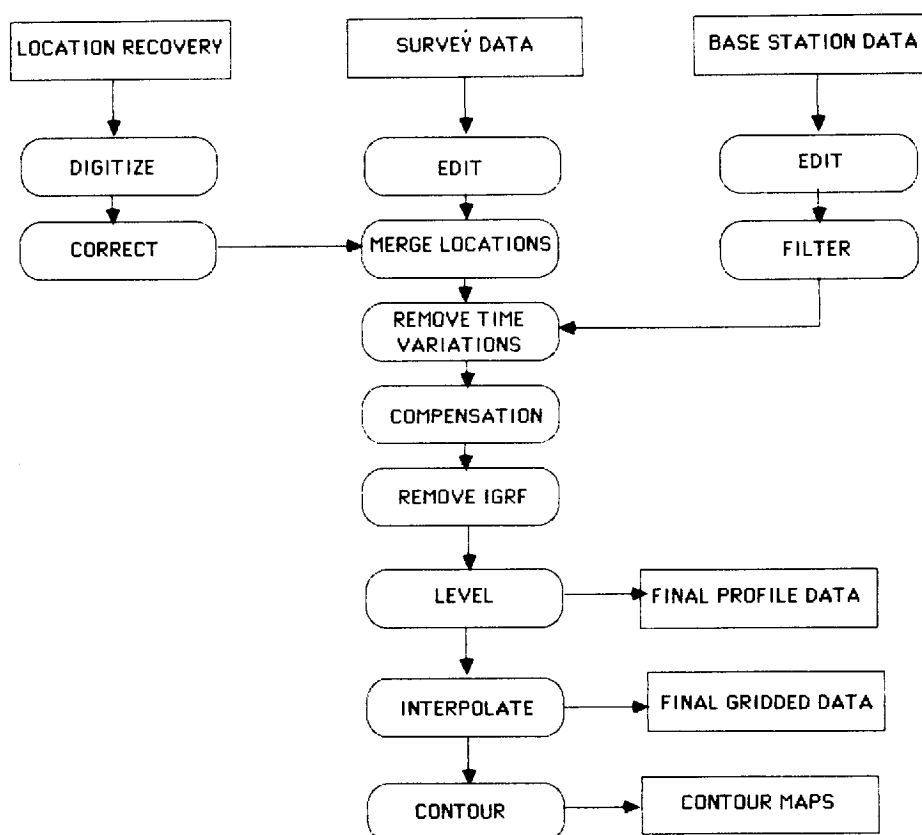 LOCATION RECOVERY
SURVEY DATA
BASE STATION DATA
DIGITIZE
EDIT
EDIT
CORRECT
MERGE LOCATIONS
FILTER
REMOVE TIME
VARIATIONS
COMPENSATION
REMOVE IGRF
LEVEL
FINAL PROFILE DATA
INTERPOLATE
FINAL GRIDDED DATA
CONTOUR
CONTOUR MAPS